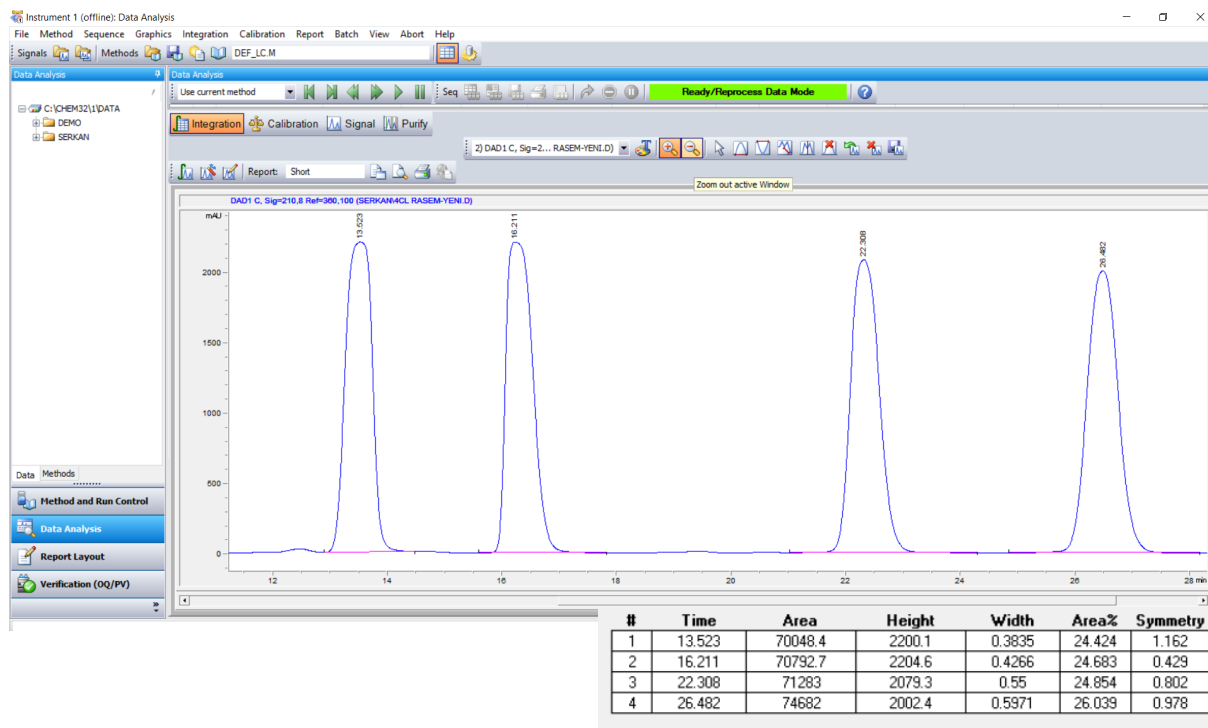 Instrument 1 (offline): Data Analysis
File Method Sequence Graphics Integration Calibration Report Batch View Abort Help
Signals Methods DEF_LC.M
Data Analysis
C:\CHEM32\1\DATA
DEMO
SERKAN
Data Methods
Method and Run Control
Data Analysis
Report Layout
Verification (OQ/PV)
Data Analysis
Use current method Seq Ready/Reprocess Data Mode
Integration Calibration Signal Purify
2) DAD1 C, Sig=2... RASEM-YENI.D)
Report: Short
Zoom out active Window
DAD1 C, Sig=210,8 Ref=360,100 (SERKAN\4CL RASEM-YENI.D)
mAU
13.523
16.211
22.308
26.482
2000
1500
1000
500
0
12 14 16 18 20 22 24 26 28 min
# Time Area Height Width Area% Symmetry
1 13.523 70048.4 2200.1 0.3835 24.424 1.162
2 16.211 70792.7 2204.6 0.4266 24.683 0.429
3 22.308 71283 2079.3 0.55 24.854 0.802
4 26.482 74682 2002.4 0.5971 26.039 0.978